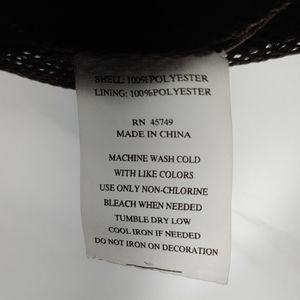 SHELL: 100%POLYESTER
LINING: 100%POLYESTER
RN 45749
MADE IN CHINA
MACHINE WASH COLD
WITH LIKE COLORS
USE ONLY NON-CHLORINE
BLEACH WHEN NEEDED
TUMBLE DRY LOW
COOL IRON IF NEEDED
DO NOT IRON ON DECORATION